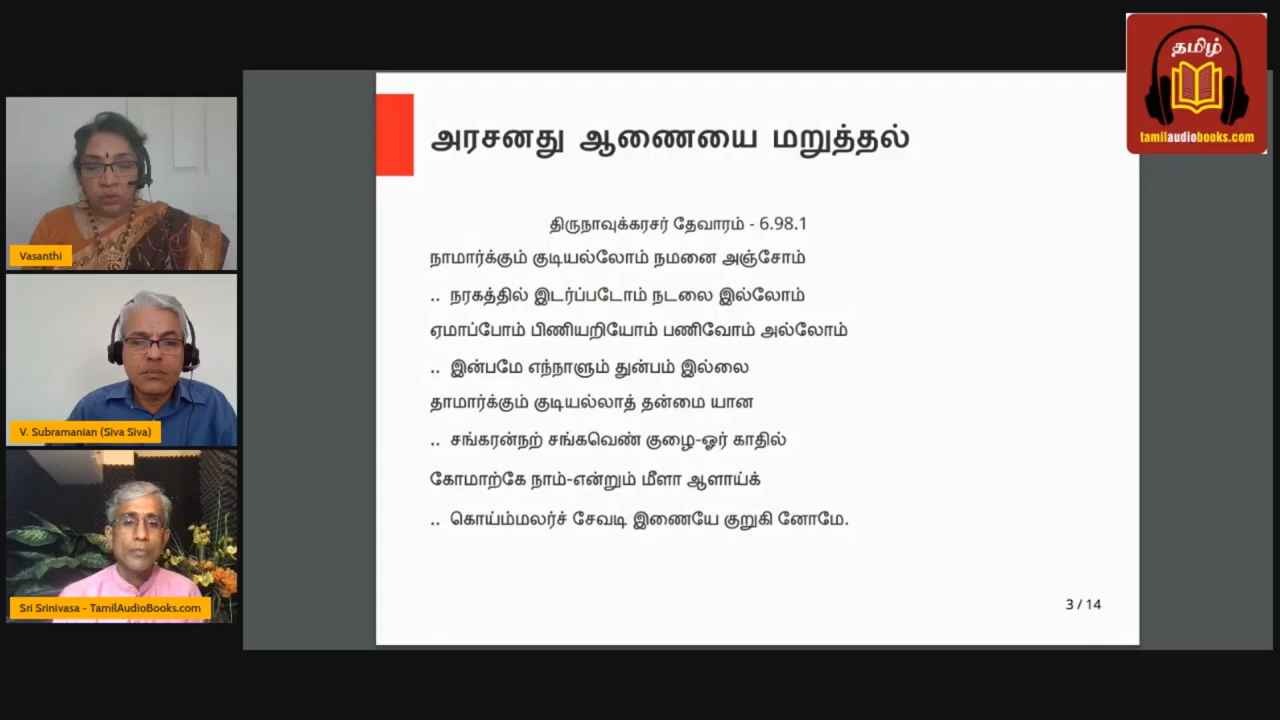 தமிழ்
tamilaudiobooks.com
அரசனது ஆணையை மறுத்தல்
திருநாவுக்கரசர் தேவாரம் - 6.98.1
நாமார்க்கும் குடியல்லோம் நமனை அஞ்சோம்
.. நரகத்தில் இடர்ப்படோம் நடலை இல்லோம்
ஏமாப்போம் பிணியறியோம் பணிவோம் அல்லோம்
.. இன்பமே எந்நாளும் துன்பம் இல்லை
தாமார்க்கும் குடியல்லாத் தன்மை யான
.. சங்கரன்நற் சங்கவெண் குழை-ஓர் காதில்
கோமாற்கே நாம்-என்றும் மீளா ஆளாய்க்
.. கொய்ம்மலர்ச் சேவடி இணையே குறுகி னோமே.
3 / 14
Vasanthi
V. Subramanian (Siva Siva)
Sri Srinivasa - TamilAudioBooks.com